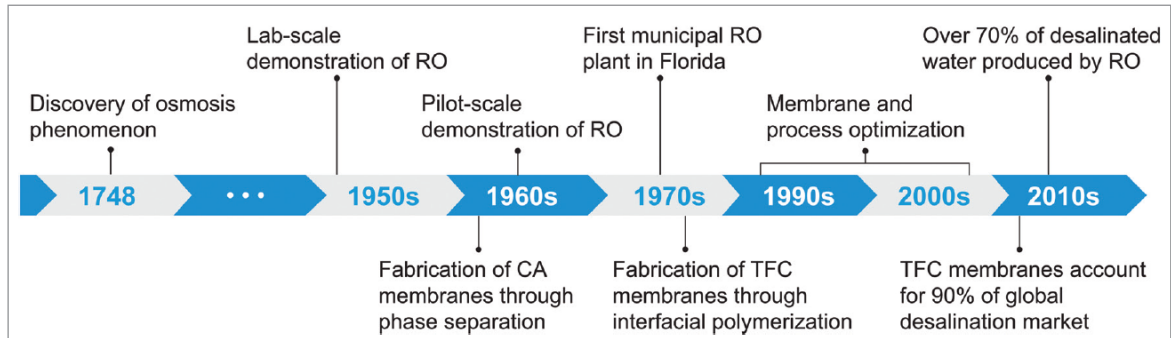 Lab-scale
demonstration of RO
First municipal RO
plant in Florida
Over 70% of desalinated
water produced by RO
Discovery of osmosis
phenomenon
Pilot-scale
demonstration of RO
Membrane and
process optimization
1748 ... 1950s 1960s 1970s 1990s 2000s 2010s
Fabrication of CA
membranes through
phase separation
Fabrication of TFC
membranes through
interfacial polymerization
TFC membranes account
for 90% of global
desalination market